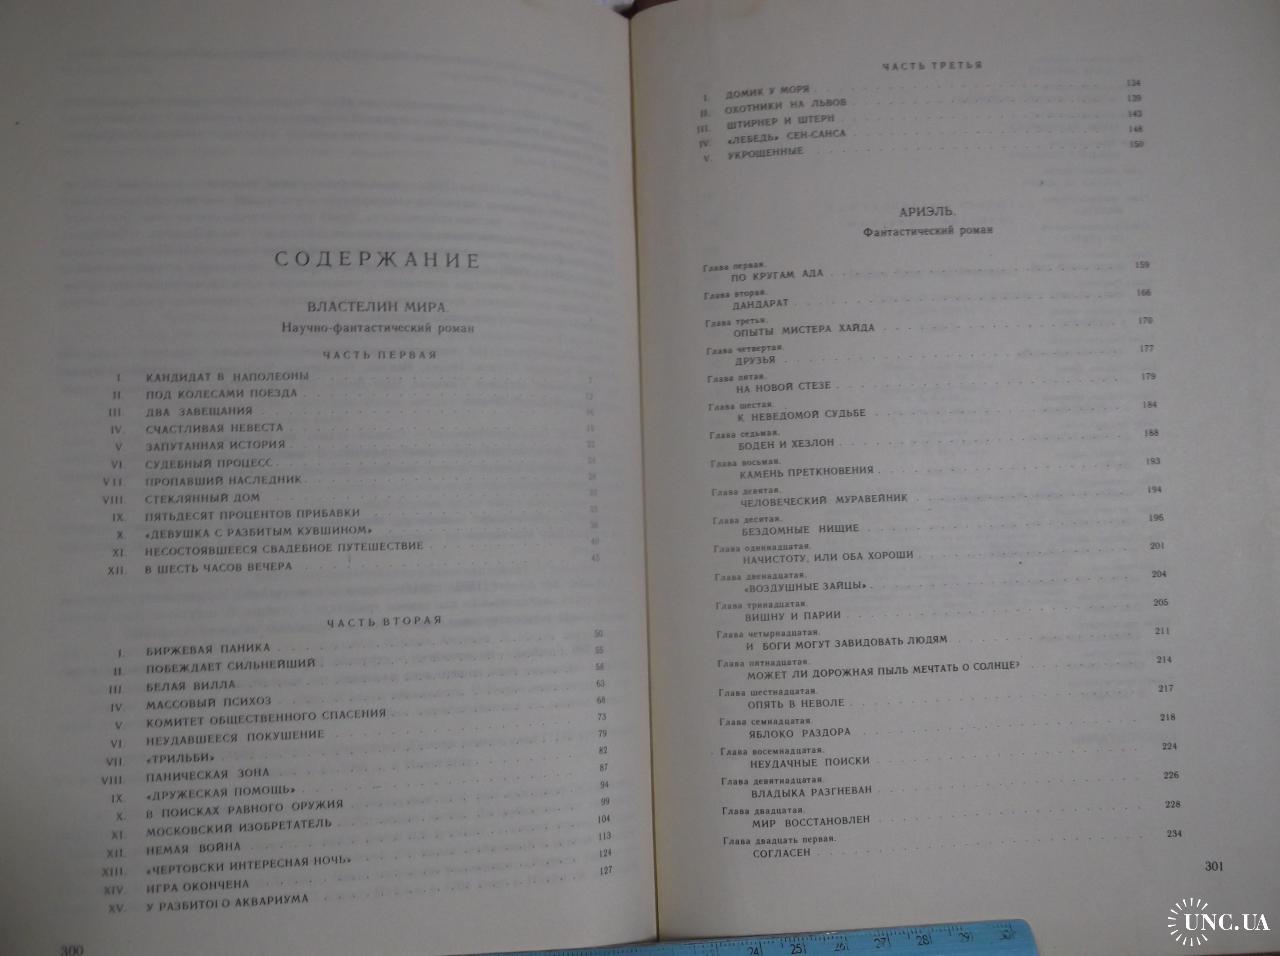 СОДЕРЖАНИЕ
ВЛАСТЕЛИН МИРА.
Научно-фантастический роман
ЧАСТЬ ПЕРВАЯ
I. КАНДИДАТ В НАПОЛЕОНЫ
II. ПОД КОЛЕСАМИ ПОЕЗДА
III. ДВА ЗАВЕЩАНИЯ
IV. СЧАСТЛИВАЯ НЕВЕСТА
V. ЗАПУТАННАЯ ИСТОРИЯ
VI. СУДЕБНЫЙ ПРОЦЕСС
VII. ПРОПАВШИЙ НАСЛЕДНИК
VIII. СТЕКЛЯННЫЙ ДОМ
IX. ПЯТЬДЕСЯТ ПРОЦЕНТОВ ПРИБАВКИ
X. «ДЕВУШКА С РАЗБИТЫМ КУВШИНОМ»
XI. НЕСОСТОЯВШЕЕСЯ СВАДЕБНОЕ ПУТЕШЕСТВИЕ 40
XII. В ШЕСТЬ ЧАСОВ ВЕЧЕРА 45
ЧАСТЬ ВТОРАЯ
I. БИРЖЕВАЯ ПАНИКА 50
II. ПОБЕЖДАЕТ СИЛЬНЕЙШИЙ 55
III. БЕЛАЯ ВИЛЛА 58
IV. МАССОВЫЙ ПСИХОЗ 63
V. КОМИТЕТ ОБЩЕСТВЕННОГО СПАСЕНИЯ 68
VI. НЕУДАВШЕЕСЯ ПОКУШЕНИЕ 73
VII. «ТРИЛЬБИ» 79
VIII. ПАНИЧЕСКАЯ ЗОНА 82
IX. «ДРУЖЕСКАЯ ПОМОЩЬ» 87
X. В ПОИСКАХ РАВНОГО ОРУЖИЯ 94
XI. МОСКОВСКИЙ ИЗОБРЕТАТЕЛЬ 99
XII. НЕМАЯ ВОЙНА 104
XIII. «ЧЕРТОВСКИ ИНТЕРЕСНАЯ НОЧЬ» 113
XIV. ИГРА ОКОНЧЕНА 124
XV. У РАЗБИТОГО АКВАРИУМА 127
300
ЧАСТЬ ТРЕТЬЯ
I. ДОМИК У МОРЯ 134
II. ОХОТНИКИ НА ЛЬВОВ 139
III. ШТИРНЕР И ШТЕРН 143
IV. «ЛЕБЕДЬ» СЕН-САНСА 148
V. УКРОЩЕННЫЕ 150
АРИЭЛЬ.
Фантастический роман
Глава первая.
ПО КРУГАМ АДА 159
Глава вторая.
ДАНДАРАТ 166
Глава третья.
ОПЫТЫ МИСТЕРА ХАЙДА 170
Глава четвертая.
ДРУЗЬЯ 177
Глава пятая.
НА НОВОЙ СТЕЗЕ 179
Глава шестая.
К НЕВЕДОМОЙ СУДЬБЕ 184
Глава седьмая.
БОДЕН И ХЕЗЛОН 188
Глава восьмая.
КАМЕНЬ ПРЕТКНОВЕНИЯ 193
Глава девятая.
ЧЕЛОВЕЧЕСКИЙ МУРАВЕЙНИК 194
Глава десятая.
БЕЗДОМНЫЕ НИЩИЕ 196
Глава одиннадцатая.
НАЧИСТОТУ, ИЛИ ОБА ХОРОШИ 201
Глава двенадцатая.
«ВОЗДУШНЫЕ ЗАЙЦЫ» 204
Глава тринадцатая.
ВИШНУ И ПАРИИ 205
Глава четырнадцатая.
И БОГИ МОГУТ ЗАВИДОВАТЬ ЛЮДЯМ 211
Глава пятнадцатая.
МОЖЕТ ЛИ ДОРОЖНАЯ ПЫЛЬ МЕЧТАТЬ О СОЛНЦЕ? 214
Глава шестнадцатая.
ОПЯТЬ В НЕВОЛЕ 217
Глава семнадцатая.
ЯБЛОКО РАЗДОРА 218
Глава восемнадцатая.
НЕУДАЧНЫЕ ПОИСКИ 224
Глава девятнадцатая.
ВЛАДЫКА РАЗГНЕВАН 226
Глава двадцатая.
МИР ВОССТАНОВЛЕН 228
Глава двадцать первая.
СОГЛАСЕН 234
301
24 25 26 27 28 29 30
UNC.UA